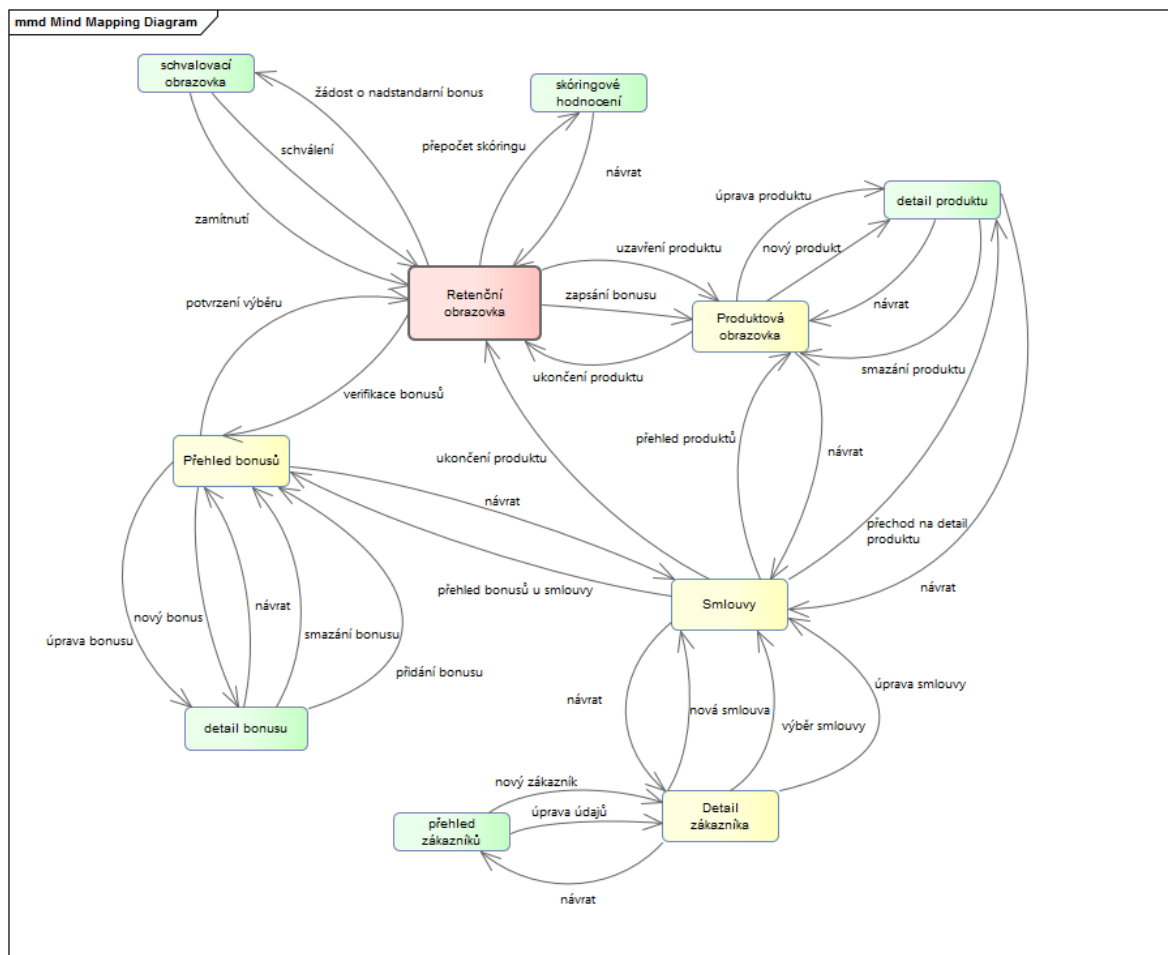 mmd Mind Mapping Diagram
schvalovací
obrazovka
skóringové
hodnocení
žádost o nadstandarní bonus
přepočet skóringu
schválení
návrat
úprava produktu
detail produktu
zamítnutí
uzavření produktu
nový produkt
potvrzení výběru
Retenční
obrazovka
zapsání bonusu
Produktová
obrazovka
návrat
ukončení produktu
smazání produktu
verifikace bonusů
přehled produktů
ukončení produktu
návrat
Přehled bonusů
návrat
přechod na detail
produktu
přehled bonusů u smlouvy
návrat
Smlouvy
nový bonus
návrat
smazání bonusu
úprava bonusu
přidání bonusu
úprava smlouvy
návrat
nová smlouva
výběr smlouvy
detail bonusu
nový zákazník
úprava údajů
Detail
zákazníka
přehled
zákazníků
návrat